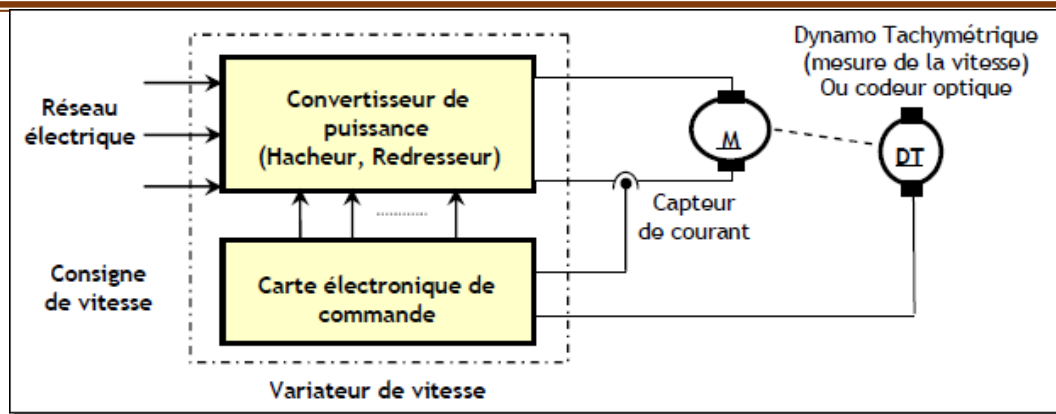 Réseau
électrique
Convertisseur de
puissance
(Hacheur, Redresseur)
M
Dynamo Tachymétrique
(mesure de la vitesse)
Ou codeur optique
DT
Capteur
de courant
Consigne
de vitesse
Carte électronique de
commande
Variateur de vitesse